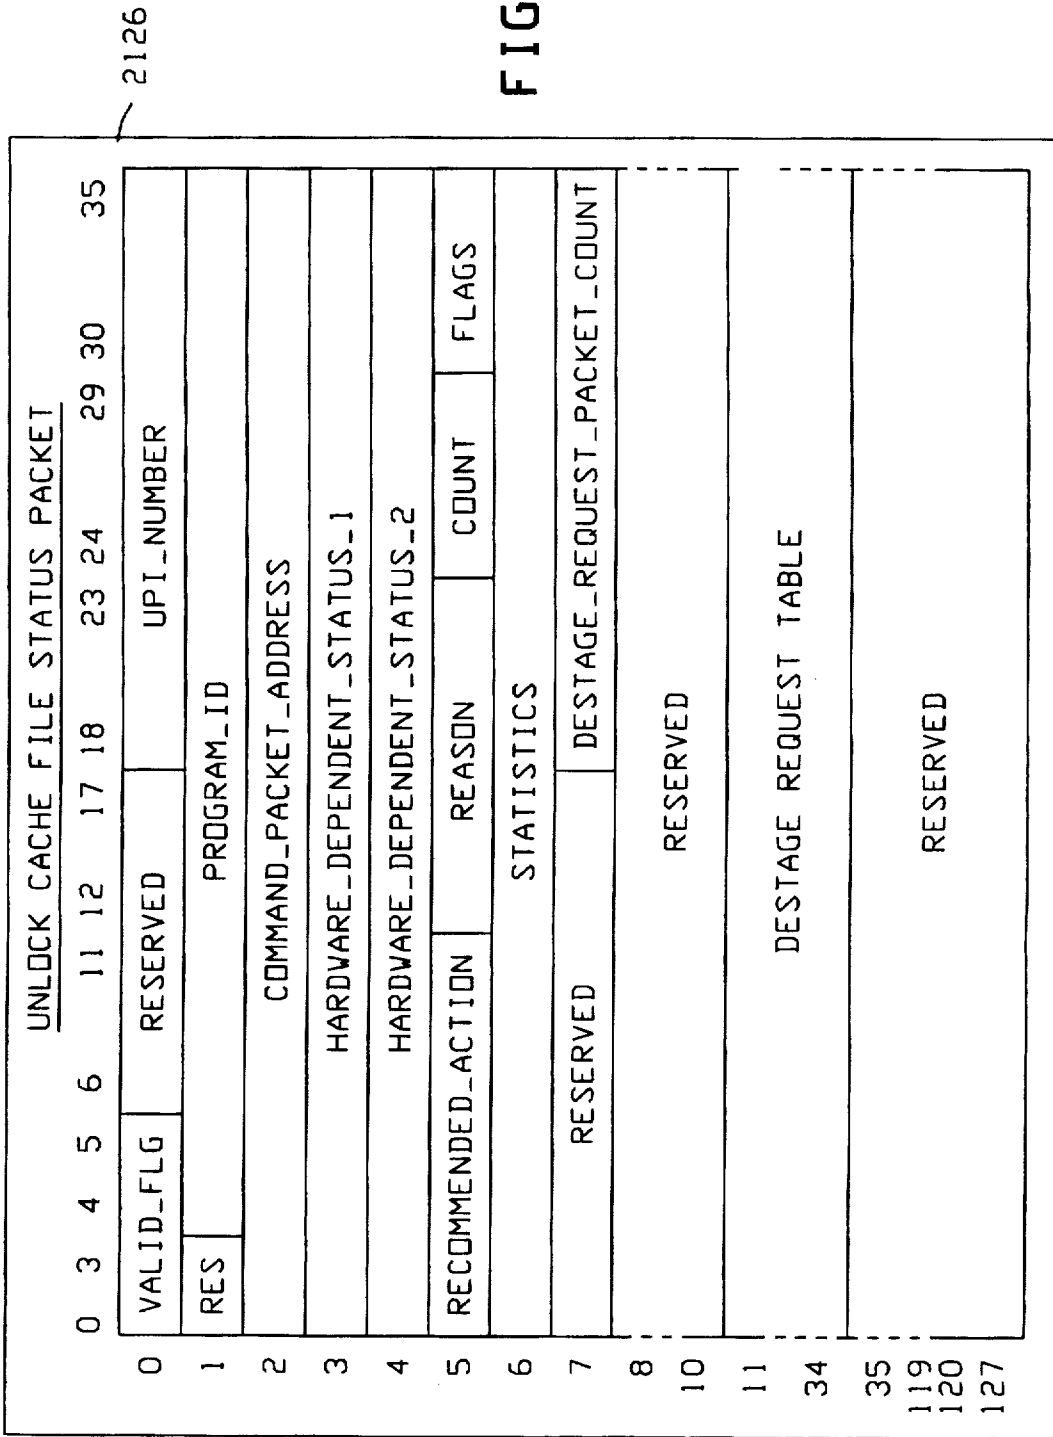 UNLOCK CACHE FILE STATUS PACKET
2126
0 3 4 5 6 11 12 17 18 23 24 29 30 35
0 VALID_FLG RESERVED UPI_NUMBER
1 RES PROGRAM_ID
2 COMMAND_PACKET_ADDRESS
3 HARDWARE_DEPENDENT_STATUS_1
4 HARDWARE_DEPENDENT_STATUS_2
5 RECOMMENDED_ACTION REASON COUNT FLAGS
6 STATISTICS
7 RESERVED DESTAGE_REQUEST_PACKET_COUNT
8
RESERVED
10
11
DESTAGE REQUEST TABLE
34
35
119
RESERVED
120
127
FIG